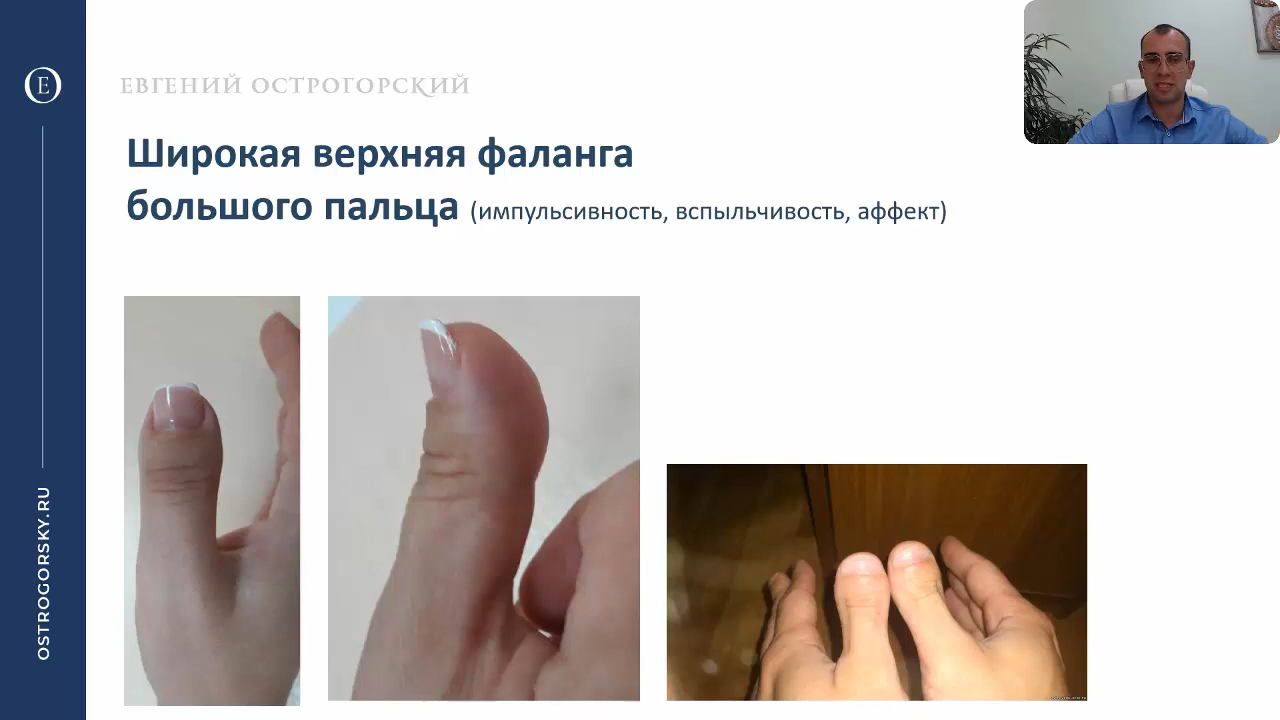 ЕВГЕНИЙ ОСТРОГОРСКИЙ
Широкая верхняя фаланга
большого пальца (импульсивность, вспыльчивость, аффект)
OSTROGORSKY.RU